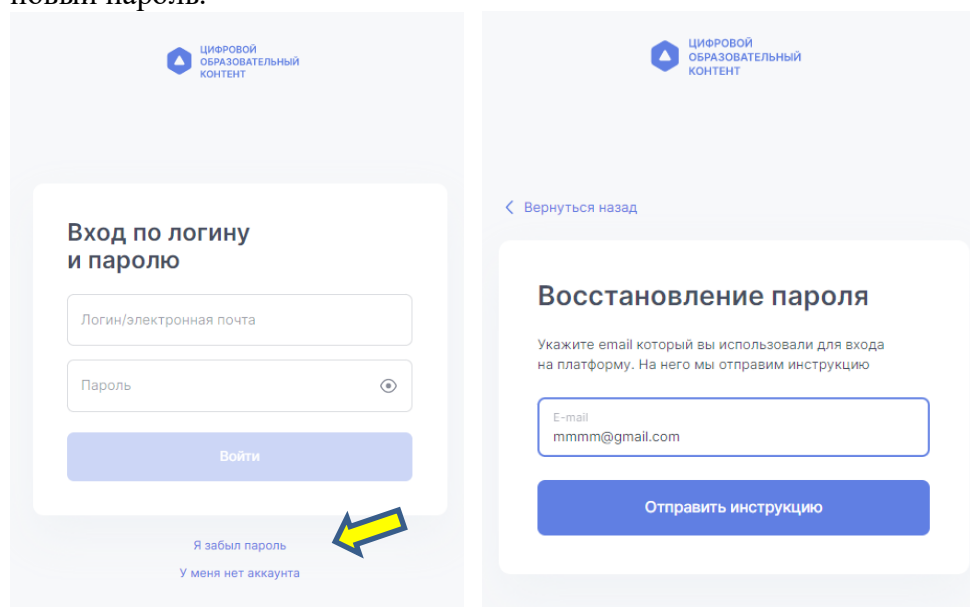 новый пароль.
ЦИФРОВОЙ
ОБРАЗОВАТЕЛЬНЫЙ
КОНТЕНТ
Вход по логину
и паролю
Логин/электронная почта
Пароль
Войти
Я забыл пароль
У меня нет аккаунта
ЦИФРОВОЙ
ОБРАЗОВАТЕЛЬНЫЙ
КОНТЕНТ
Вернуться назад
Восстановление пароля
Укажите email который вы использовали для входа
на платформу. На него мы отправим инструкцию
E-mail
mmmm@gmail.com
Отправить инструкцию